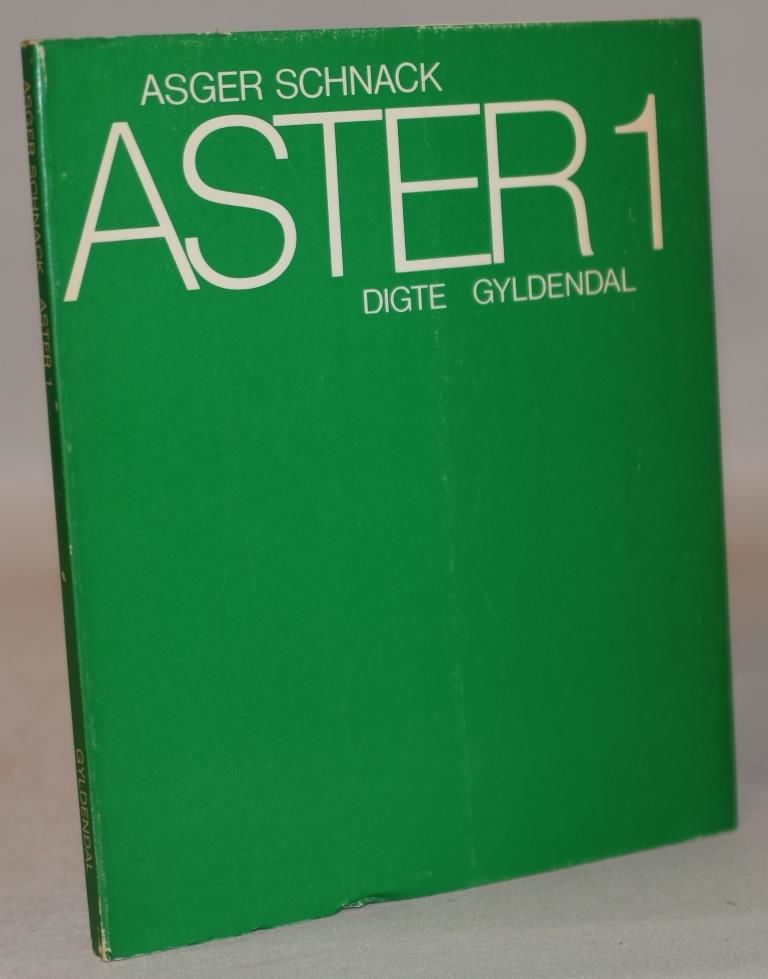 ASGER SCHNACK
ASTER 1
DIGTE GYLDENDAL
ASGER SCHNACK ASTER 1
GYLDENDAL